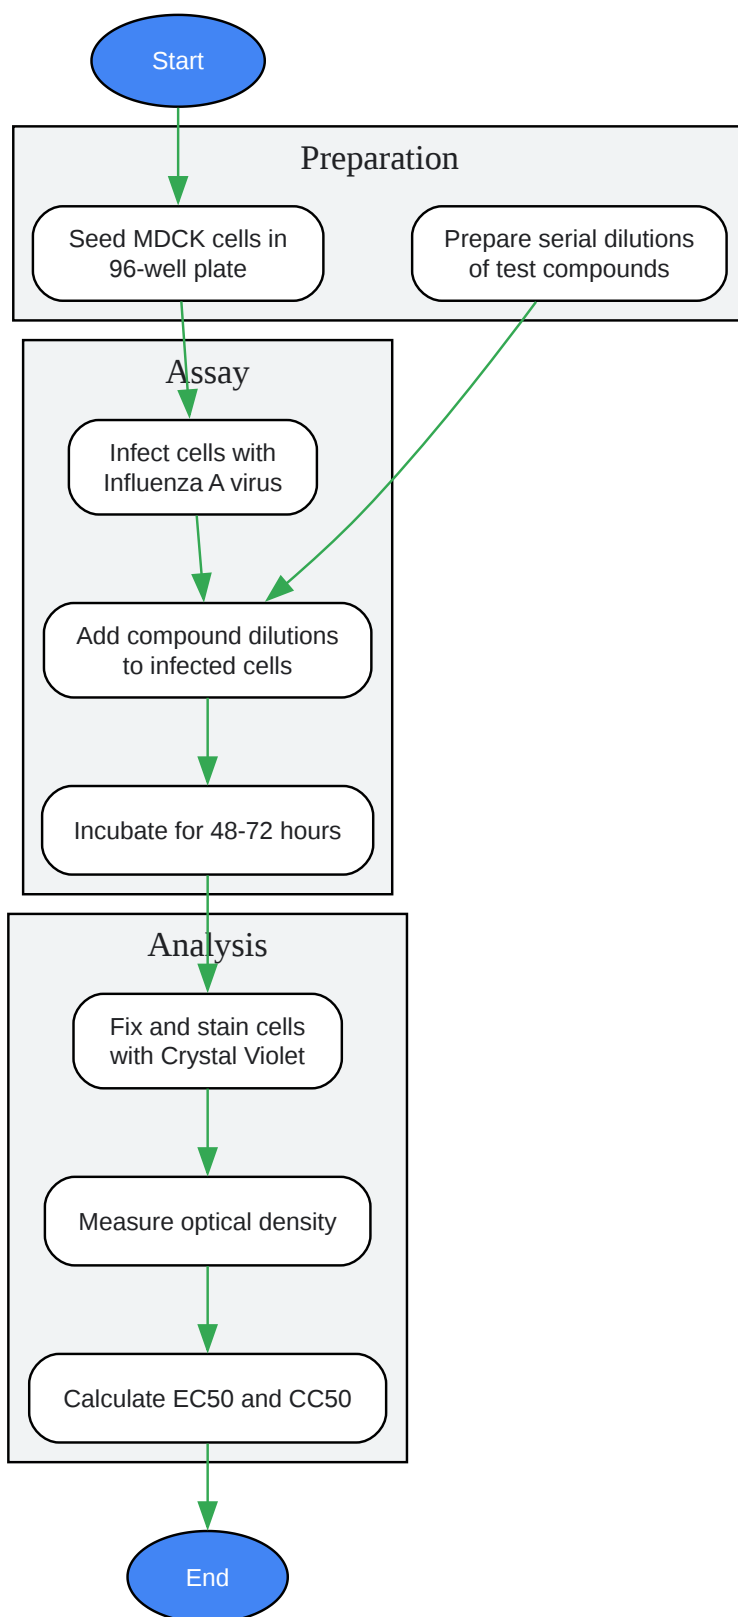 Start
Preparation
Seed MDCK cells in
96-well plate
Prepare serial dilutions
of test compounds
Assay
Infect cells with
Influenza A virus
Add compound dilutions
to infected cells
Incubate for 48-72 hours
Analysis
Fix and stain cells
with Crystal Violet
Measure optical density
Calculate EC50 and CC50
End